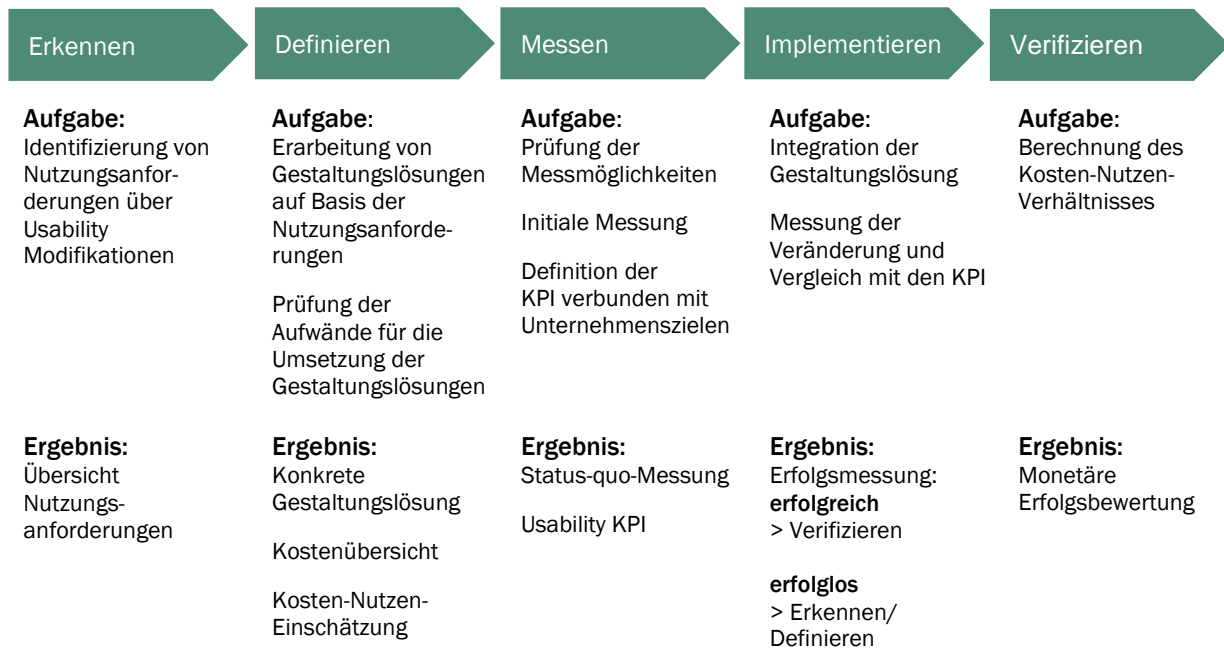 Erkennen
Definieren
Messen
Implementieren
Verifizieren
Aufgabe:
Identifizierung von
Nutzungsanfor-
derungen über
Usability
Modifikationen
Aufgabe:
Erarbeitung von
Gestaltungslösungen
auf Basis der
Nutzungsanforde-
rungen
Prüfung der
Aufwände für die
Umsetzung der
Gestaltungslösungen
Aufgabe:
Prüfung der
Messmöglichkeiten
Initiale Messung
Definition der
KPI verbunden mit
Unternehmenszielen
Aufgabe:
Integration der
Gestaltungslösung
Messung der
Veränderung und
Vergleich mit den KPI
Aufgabe:
Berechnung des
Kosten-Nutzen-
Verhältnisses
Ergebnis:
Übersicht
Nutzungs-
anforderungen
Ergebnis:
Konkrete
Gestaltungslösung
Kostenübersicht
Kosten-Nutzen-
Einschätzung
Ergebnis:
Status-quo-Messung
Usability KPI
Ergebnis:
Erfolgsmessung:
erfolgreich
> Verifizieren
erfolglos
> Erkennen/
Definieren
Ergebnis:
Monetäre
Erfolgsbewertung